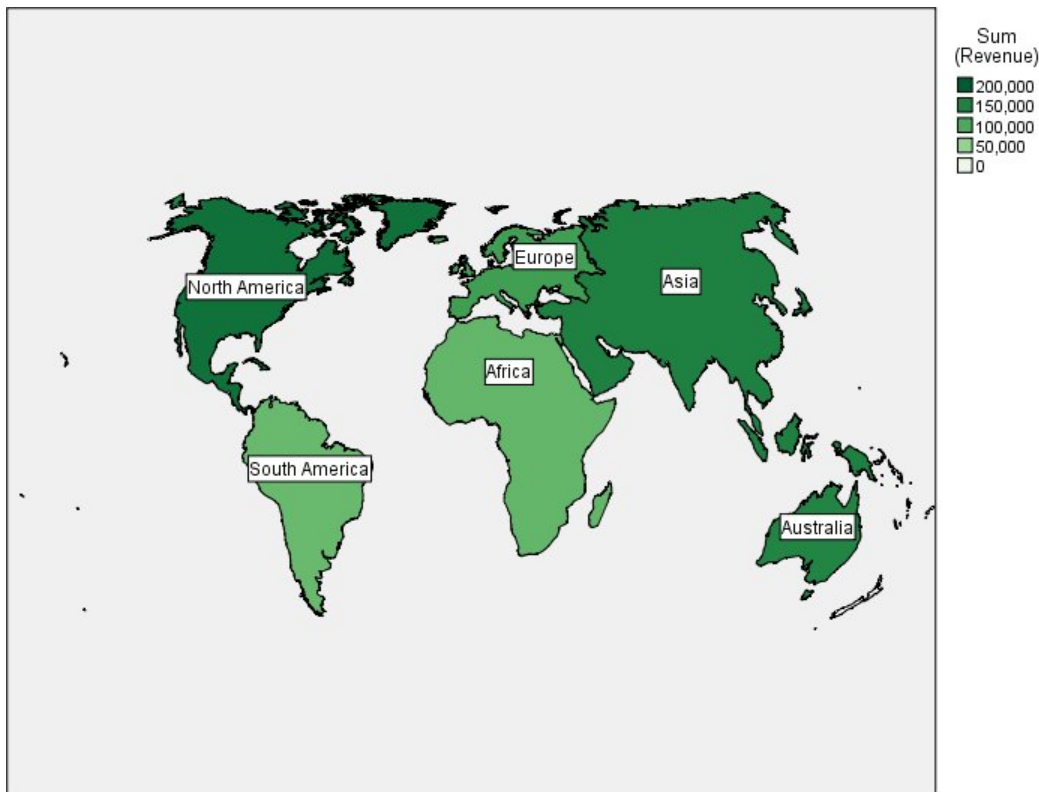 Sum
(Revenue)
200,000
150,000
100,000
50,000
0
Europe
North America
Asia
Africa
South America
Australia